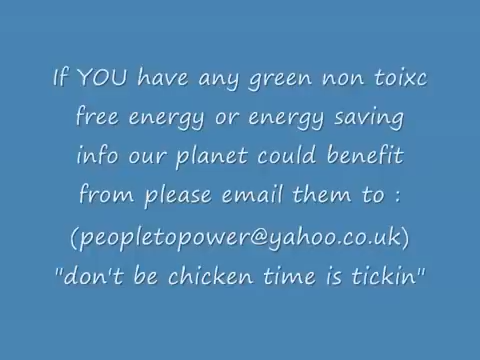 If YOU have any green non toixc
free energy or energy saving
info our planet could benefit
from please email them to :
(peopletopower@yahoo.co.uk)
"don't be chicken time is tickin"